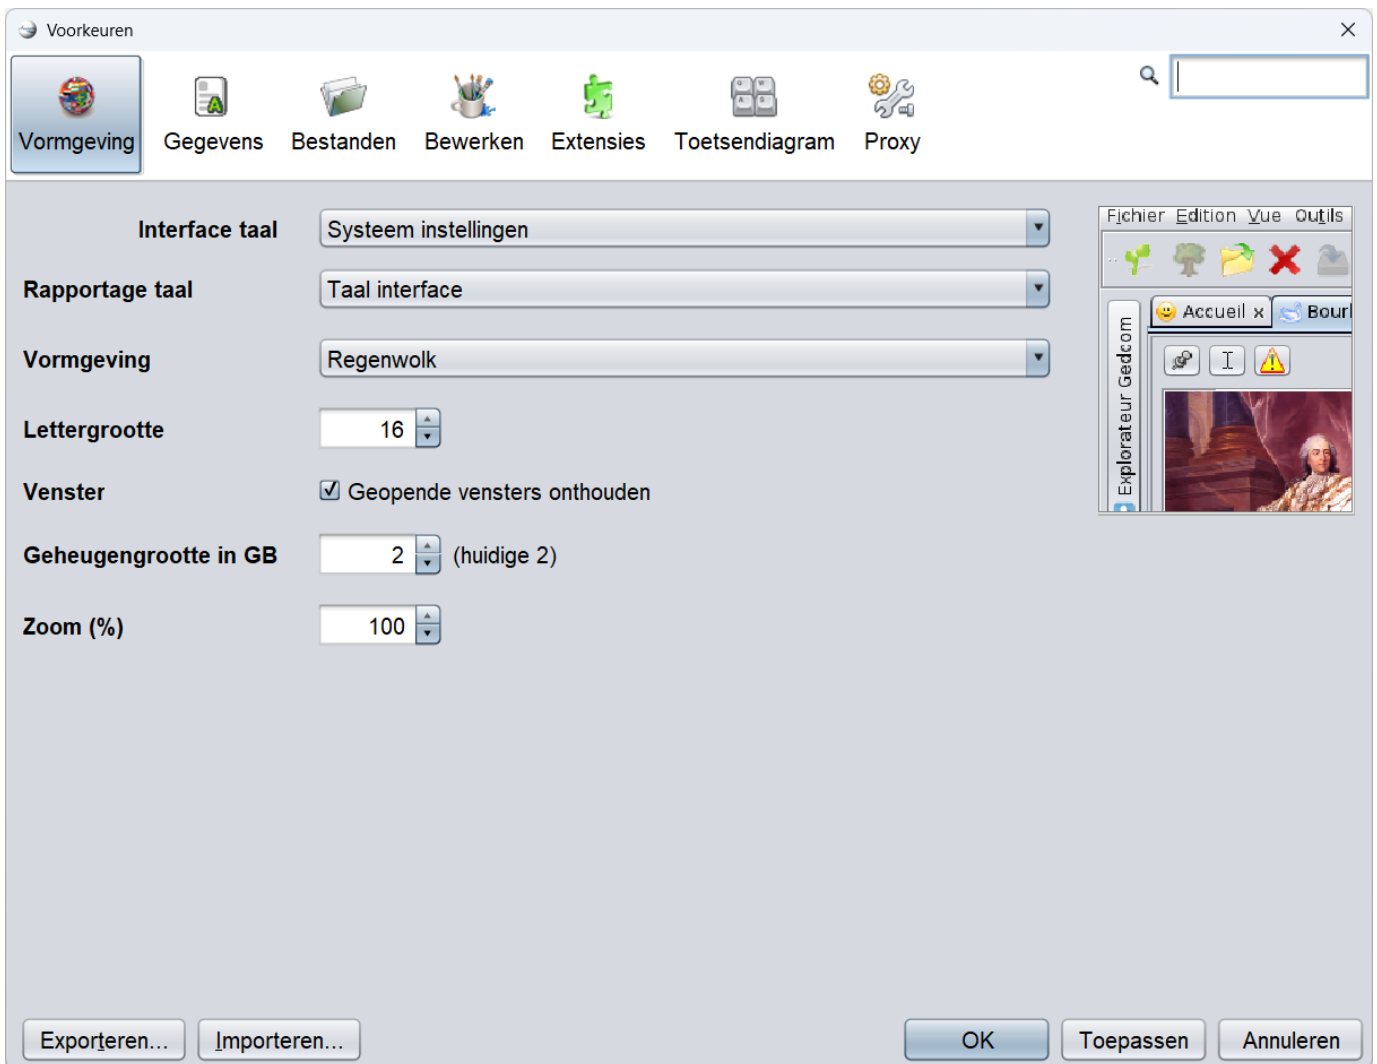 Voorkeuren
Vormgeving Gegevens Bestanden Bewerken Extensies Toetsendiagram Proxy
Interface taal Systeem instellingen
Rapportage taal Taal interface
Vormgeving Regenwolk
Lettergrootte 16
Venster Geopende vensters onthouden
Geheugengrootte in GB 2 (huidige 2)
Zoom (%) 100
Fichier Edition Vue Outils
Accueil x Bourl
Explorateur Gedcom
Exporteren... Importeren... OK Toepassen Annuleren